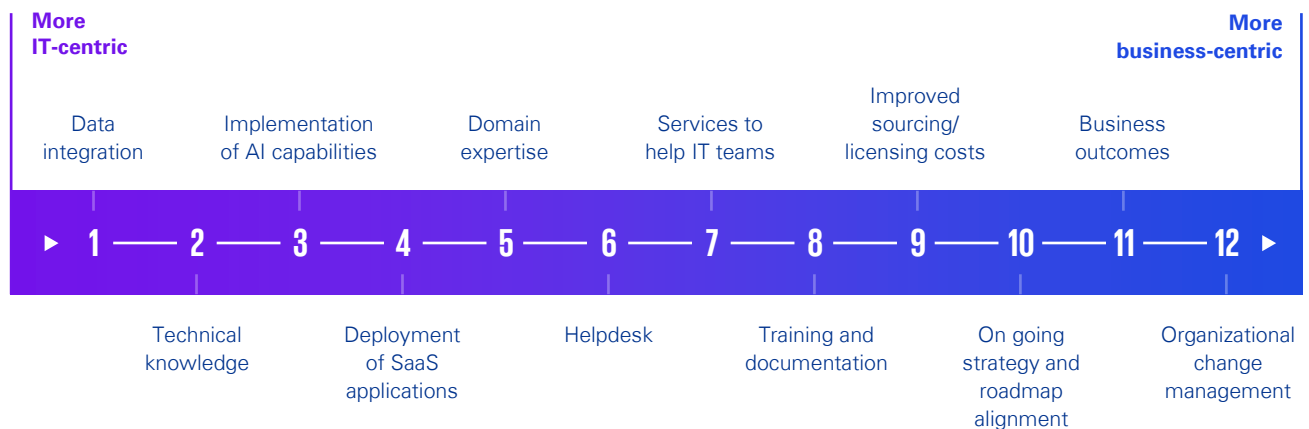 More
IT-centric
More
business-centric
Data
integration
Implementation
of AI capabilities
Domain
expertise
Services to
help IT teams
Improved
sourcing/
licensing costs
Business
outcomes
1 2 3 4 5 6 7 8 9 10 11 12
Technical
knowledge
Deployment
of SaaS
applications
Helpdesk
Training and
documentation
On going
strategy and
roadmap
alignment
Organizational
change
management